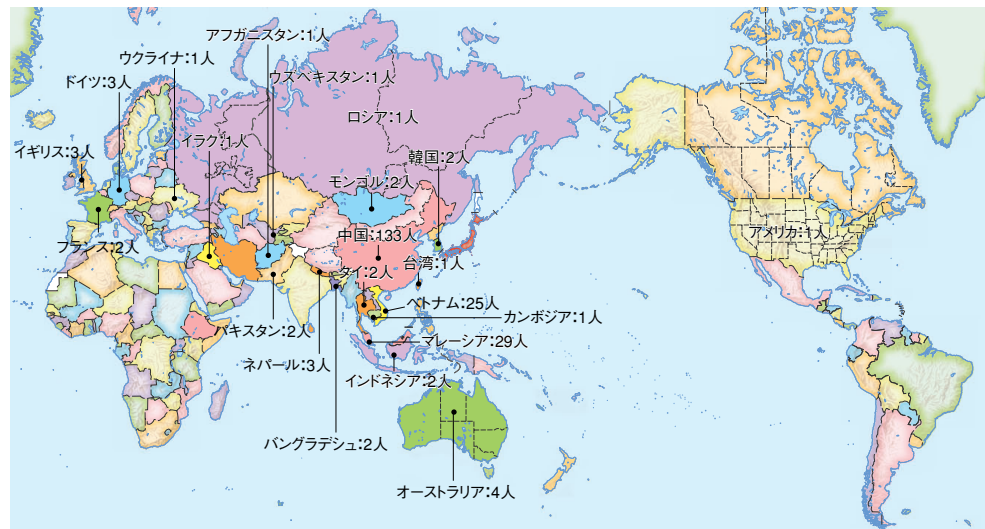 アフガニスタン:1人
ウクライナ:1人
ドイツ:3人
ウズベキスタン:1人
ロシア:1人
イラク:1人
イギリス:3人
韓国:2人
モンゴル:2人
中国:133人
アメリカ:1人
フランス:2人
台湾:1人
タイ:2人
ベトナム:25人
カンボジア:1人
パキスタン:2人
マレーシア:29人
ネパール:3人
インドネシア:2人
バングラデシュ:2人
オーストラリア:4人